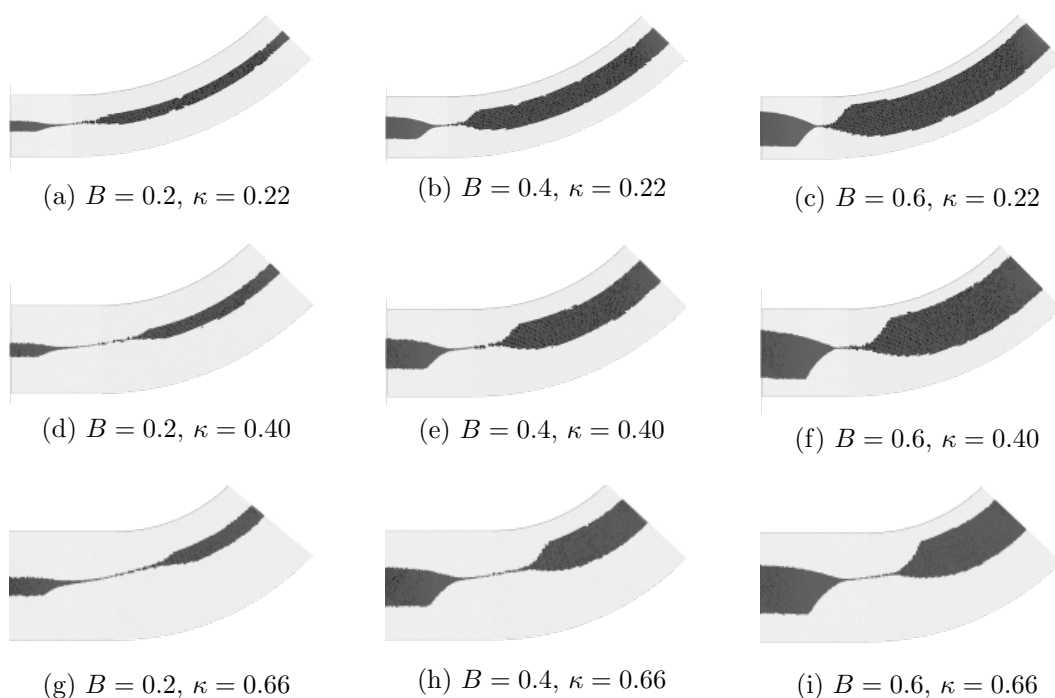 (a) B = 0.2, κ = 0.22
(b) B = 0.4, κ = 0.22
(c) B = 0.6, κ = 0.22
(d) B = 0.2, κ = 0.40
(e) B = 0.4, κ = 0.40
(f) B = 0.6, κ = 0.40
(g) B = 0.2, κ = 0.66
(h) B = 0.4, κ = 0.66
(i) B = 0.6, κ = 0.66